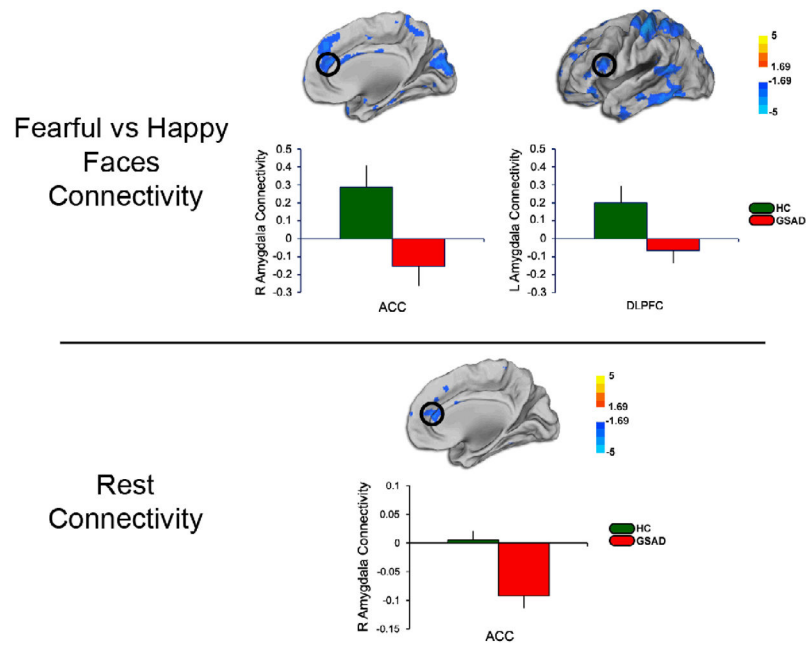 5
1.69
-1.69
-5
Fearful vs Happy
Faces
Connectivity
R Amygdala Connectivity
0.5
0.4
0.3
0.2
0.1
0
-0.1
-0.2
-0.3
ACC
L Amygdala Connectivity
0.5
0.4
0.3
0.2
0.1
0
-0.1
-0.2
-0.3
DLPFC
HC
GSAD
5
1.69
-1.69
-5
Rest
Connectivity
R Amygdala Connectivity
0.1
0.05
0
-0.05
-0.1
-0.15
ACC
HC
GSAD